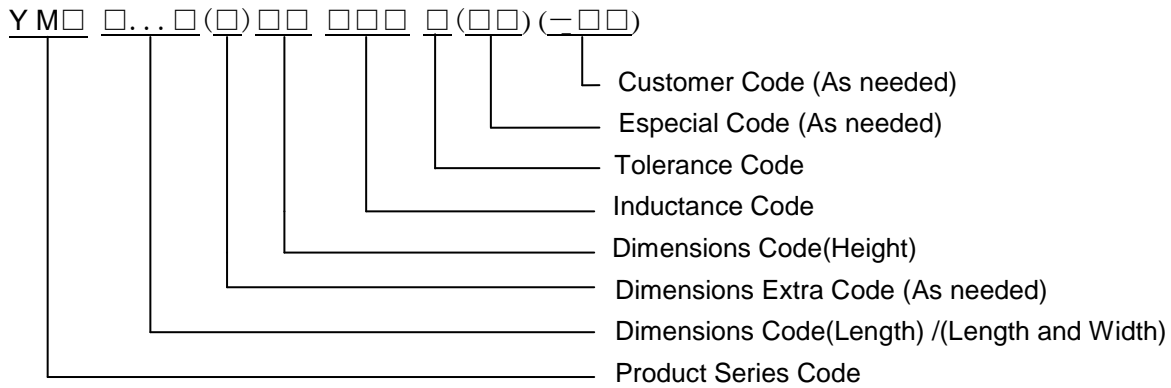 YM□ □...□(□)□□ □□□ □(□□)(−□□)
Customer Code (As needed)
Especial Code (As needed)
Tolerance Code
Inductance Code
Dimensions Code(Height)
Dimensions Extra Code (As needed)
Dimensions Code(Length) /(Length and Width)
Product Series Code